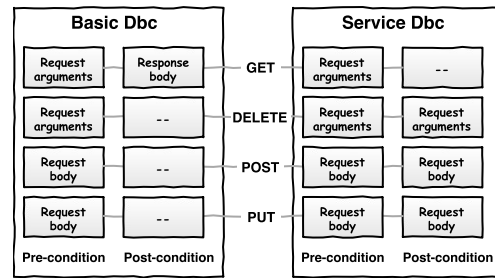 Basic Dbc
Service Dbc
Request arguments
Response body
GET
Request arguments
--
Request arguments
--
DELETE
Request arguments
Request arguments
Request body
--
POST
Request body
Request body
Request body
--
PUT
Request body
Request body
Pre-condition
Post-condition
Pre-condition
Post-condition